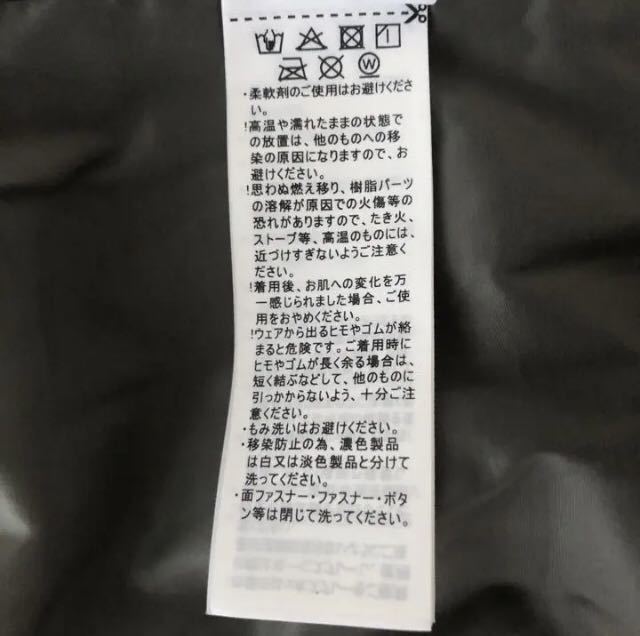 W
・柔軟剤のご使用はお避けくださ
い。
!高温や濡れたままの状態で
の放置は、他のものへの移
染の原因になりますので、お
避けください。
!思わぬ燃え移り、樹脂パーツ
の溶解が原因での火傷等の
恐れがありますので、たき火、
ストーブ等、高温のものには、
近づけすぎないようご注意く
ださい。
!着用後、お肌への変化を万
一感じられました場合、ご使
用をおやめください。
!ウェアから出るヒモやゴムが絡
まると危険です。ご着用時に
ヒモやゴムが長く余る場合は、
短く結ぶなどして、他のものに
引っかからないよう、十分ご注
意ください。
・もみ洗いはお避けください。
・移染防止の為、濃色製品
は白又は淡色製品と分けて
洗ってください。
・面ファスナー・ファスナー・ボタ
ン等は閉じて洗ってください。